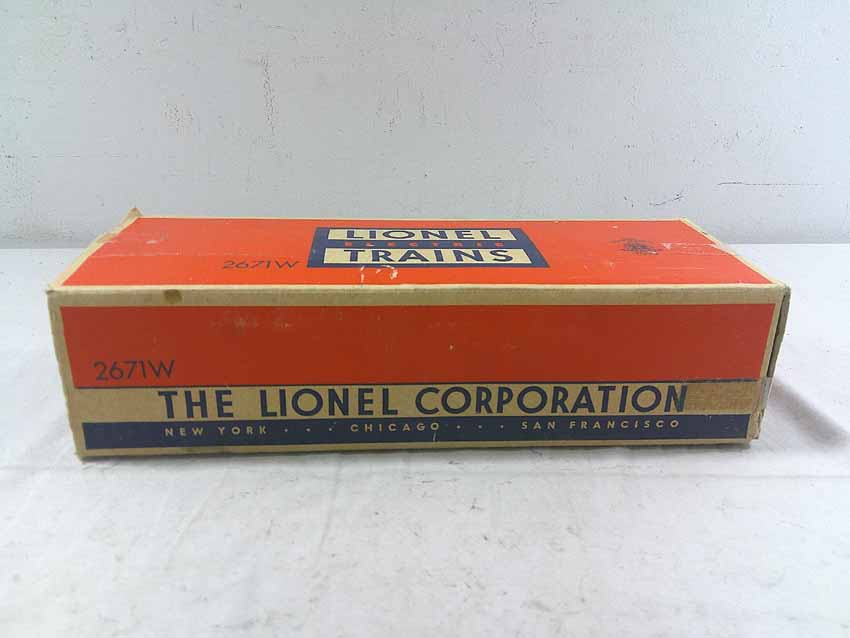 LIONEL
ELECTRIC
TRAINS
2671W
2671W
THE LIONEL CORPORATION
NEW YORK . . . CHICAGO . . . SAN FRANCISCO